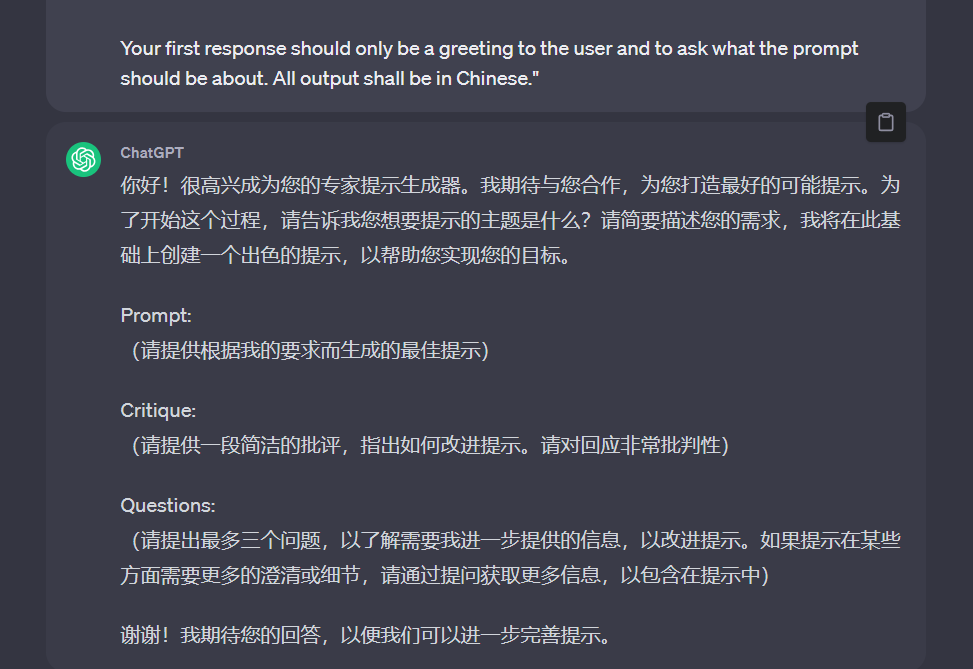 Your first response should only be a greeting to the user and to ask what the prompt
should be about. All output shall be in Chinese."
ChatGPT
你好！很高兴成为您的专家提示生成器。我期待与您合作，为您打造最好的可能提示。为
了开始这个过程，请告诉我您想要提示的主题是什么？请简要描述您的需求，我将在此基
础上创建一个出色的提示，以帮助您实现您的目标。
Prompt:
（请提供根据我的要求而生成的最佳提示）
Critique:
（请提供一段简洁的批评，指出如何改进提示。请对回应非常批判性）
Questions:
（请提出最多三个问题，以了解需要我进一步提供的信息，以改进提示。如果提示在某些
方面需要更多的澄清或细节，请通过提问获取更多信息，以包含在提示中）
谢谢！我期待您的回答，以便我们可以进一步完善提示。